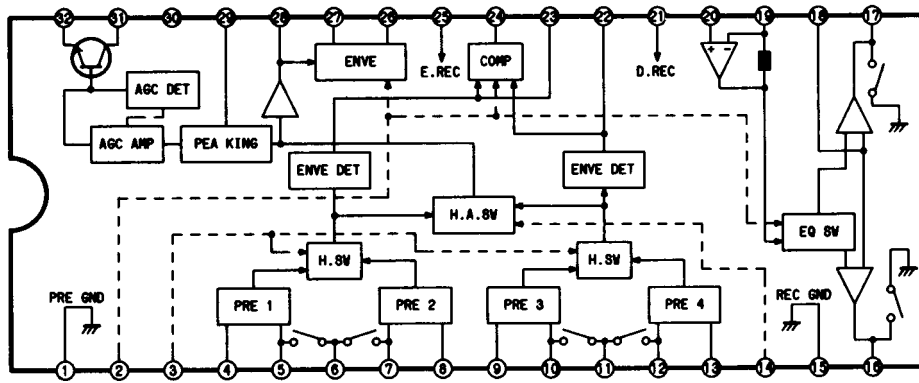 32 31 30 29 28 27 26 25 24 23 22 21 20 19 18 17
ENVE
E.REC
COMP
D.REC
+ -
AGC DET
AGC AMP
PEA KING
ENVE DET
ENVE DET
H.A.SW
EQ SW
H.SW
H.SW
PRE GND
PRE 1
PRE 2
PRE 3
PRE 4
REC GND
1 2 3 4 5 6 7 8 9 10 11 12 13 14 15 16